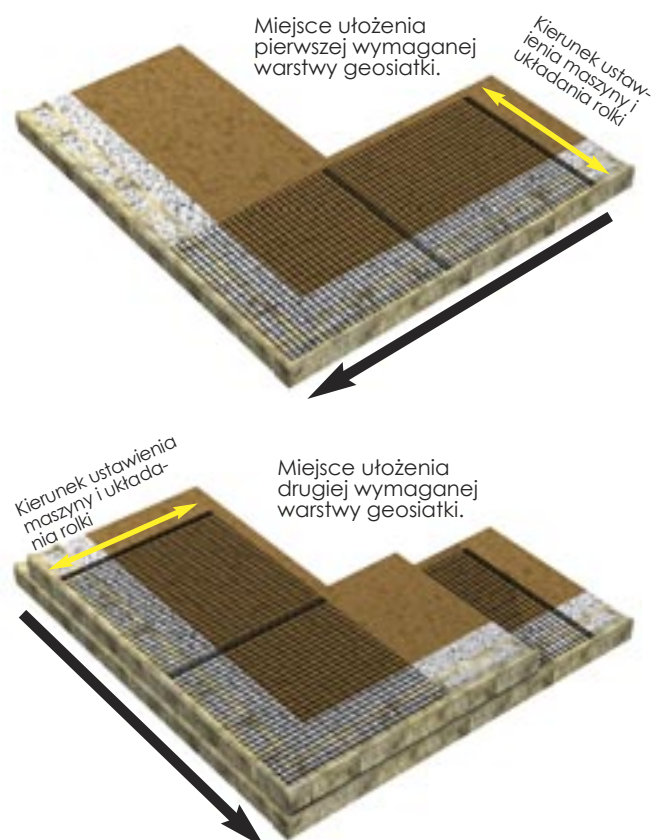 Miejsce ułożenia
pierwszej wymaganej
warstwy geosiatki.
Kierunek ustaw-
ienia maszyny i
układania rolki
Kierunek ustawienia
maszyny i układa-
nia rolki
Miejsce ułożenia
drugiej wymaganej
warstwy geosiatki.